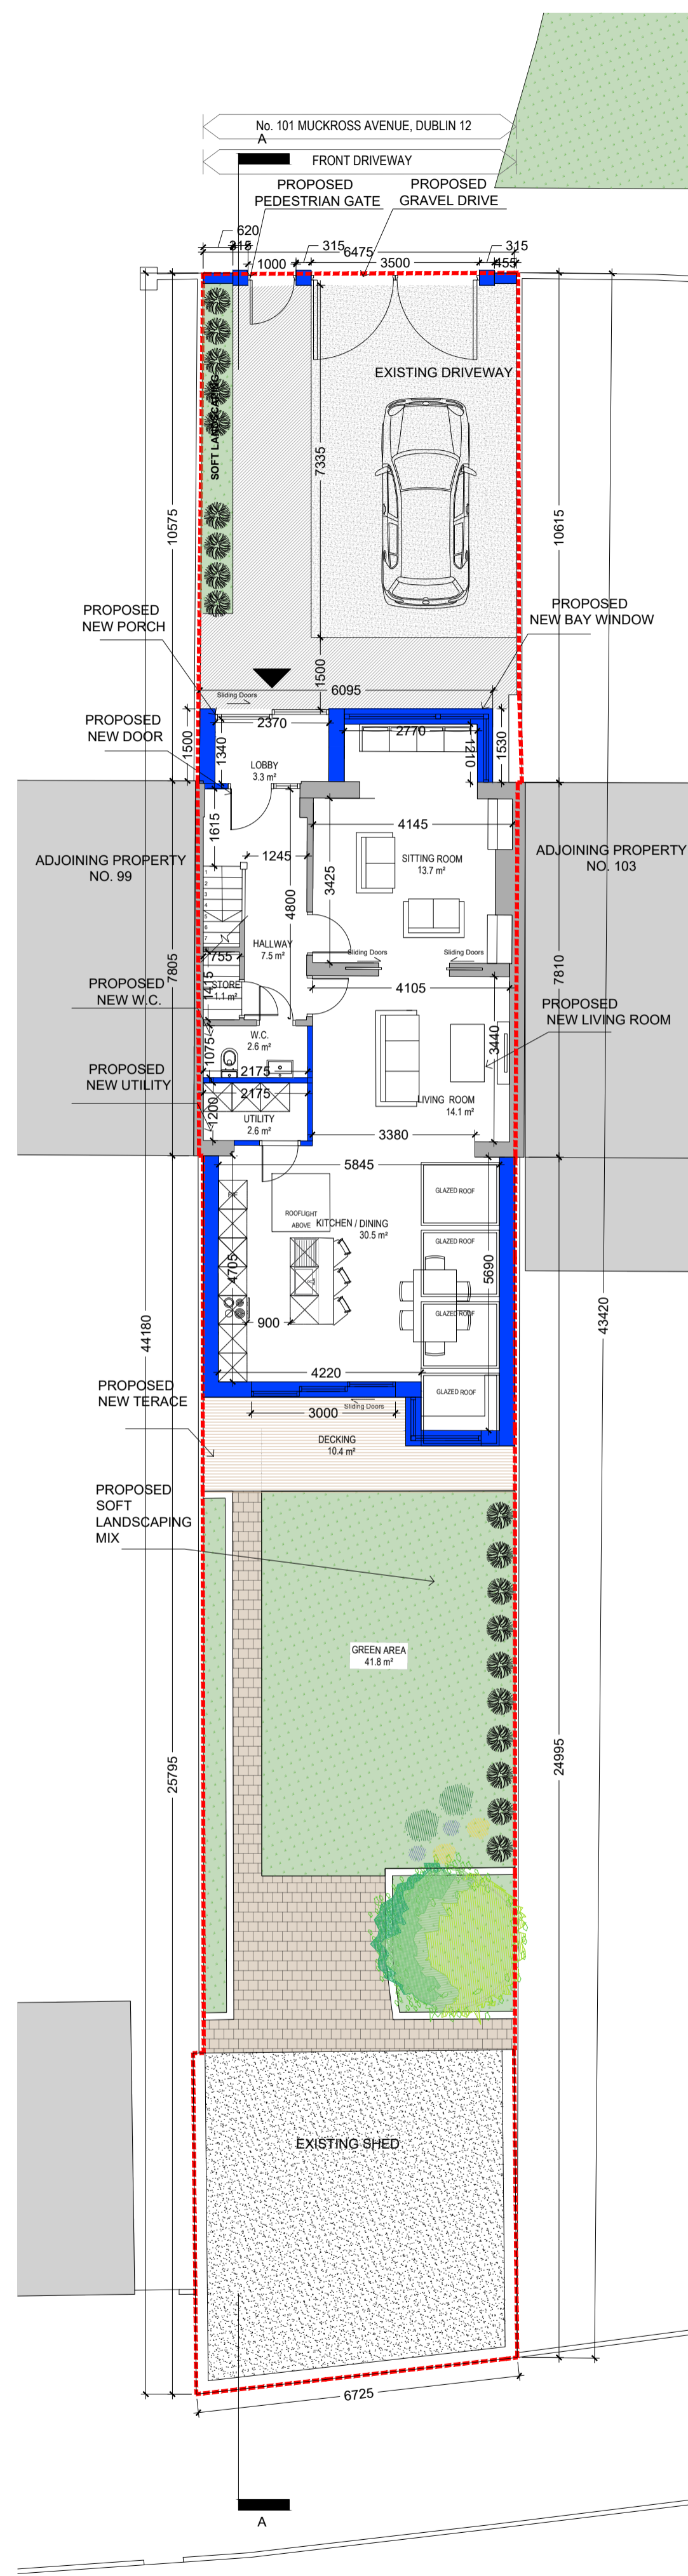 No. 101 MUCKROSS AVENUE, DUBLIN 12
A
FRONT DRIVEWAY
PROPOSED
PEDESTRIAN GATE
PROPOSED
GRAVEL DRIVE
620
315
1000
315
6475
3500
315
455
EXISTING DRIVEWAY
SOFT LANDSCAPING
7335
10575
10615
PROPOSED
NEW PORCH
PROPOSED
NEW BAY WINDOW
1500
6095
Sliding Doors
2370
2770
1210
1530
1500
1340
PROPOSED
NEW DOOR
LOBBY
3.3 m²
1615
4145
ADJOINING PROPERTY
NO. 99
1245
3425
SITTING ROOM
13.7 m²
ADJOINING PROPERTY
NO. 103
4800
HALLWAY
7.5 m²
Sliding Doors
Sliding Doors
755
7805
7810
PROPOSED
NEW W.C.
1415
STORE
1.1 m²
4105
PROPOSED
NEW LIVING ROOM
W.C.
2.6 m²
1075
3440
PROPOSED
NEW UTILITY
2175
2175
LIVING ROOM
14.1 m²
1200
UTILITY
2.6 m²
3380
5845
GLAZED ROOF
ROOFLIGHT
ABOVE
KITCHEN / DINING
30.5 m²
GLAZED ROOF
4705
5690
900
GLAZED ROOF
44180
43420
4220
GLAZED ROOF
PROPOSED
NEW TERACE
3000
Sliding Doors
DECKING
10.4 m²
PROPOSED
SOFT
LANDSCAPING
MIX
GREEN AREA
41.8 m²
25795
24995
EXISTING SHED
6725
A